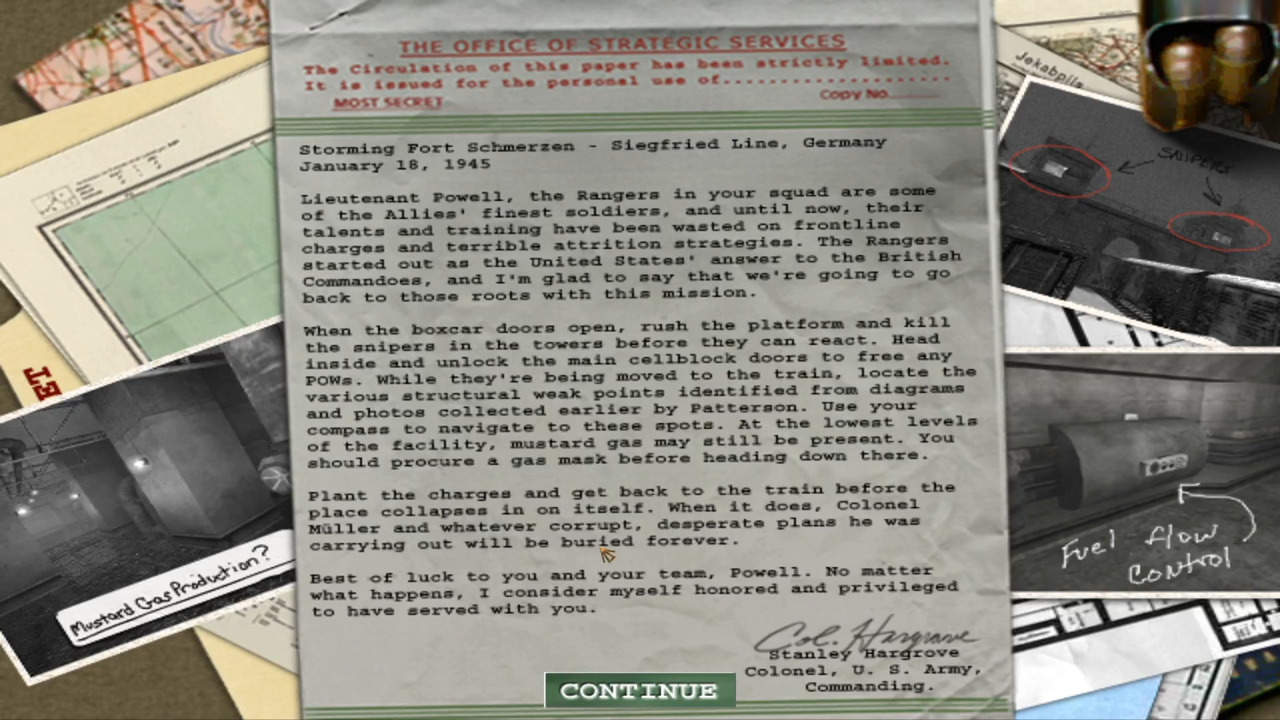 THE OFFICE OF STRATEGIC SERVICES
The Circulation of this paper has been strictly limited.
It is issued for the personal use of.....................
MOST SECRET
Copy No........
Storming Fort Schmerzen - Siegfried Line, Germany
January 18, 1945
Lieutenant Powell, the Rangers in your squad are some
of the Allies' finest soldiers, and until now, their
talents and training have been wasted on frontline
charges and terrible attrition strategies. The Rangers
started out as the United States' answer to the British
Commandoes, and I'm glad to say that we're going to go
back to those roots with this mission.
When the boxcar doors open, rush the platform and kill
the snipers in the towers before they can react. Head
inside and unlock the main cellblock doors to free any
POWs. While they're being moved to the train, locate the
various structural weak points identified from diagrams
and photos collected earlier by Patterson. Use your
compass to navigate to these spots. At the lowest levels
of the facility, mustard gas may still be present. You
should procure a gas mask before heading down there.
Plant the charges and get back to the train before the
place collapses in on itself. When it does, Colonel
Müller and whatever corrupt, desperate plans he was
carrying out will be buried forever.
Best of luck to you and your team, Powell. No matter
what happens, I consider myself honored and privileged
to have served with you.
Col. Hargrove
Stanley Hargrove
Colonel, U. S. Army,
Commanding.
CONTINUE
Mustard Gas Production?
Jekabpils
SNIPERS
Fuel flow
control